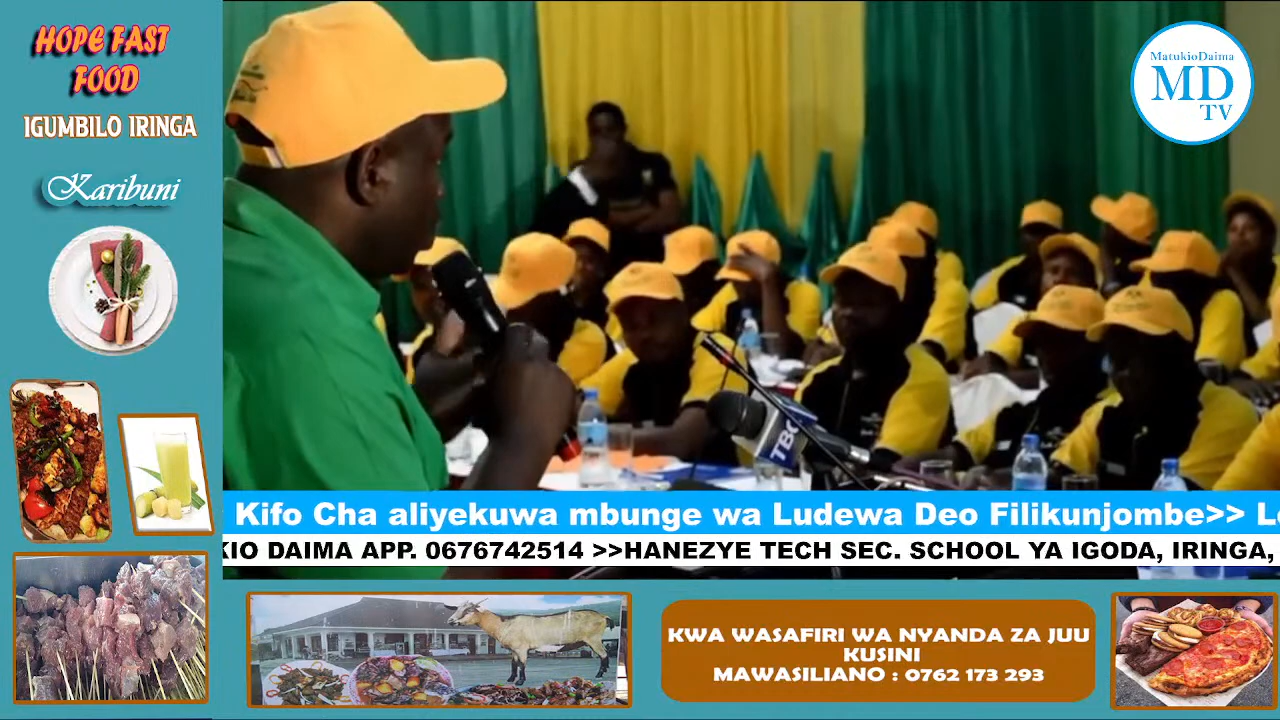 HOPE FAST
FOOD
IGUMBILO IRINGA
Karibuni
MatukioDaima
MD
TV
TBC
Kifo Cha aliyekuwa mbunge wa Ludewa Deo Filikunjombe>>
KIO DAIMA APP. 0676742514 >>HANEZYE TECH SEC. SCHOOL YA IGODA, IRINGA,
KWA WASAFIRI WA NYANDA ZA JUU
KUSINI
MAWASILIANO : 0762 173 293